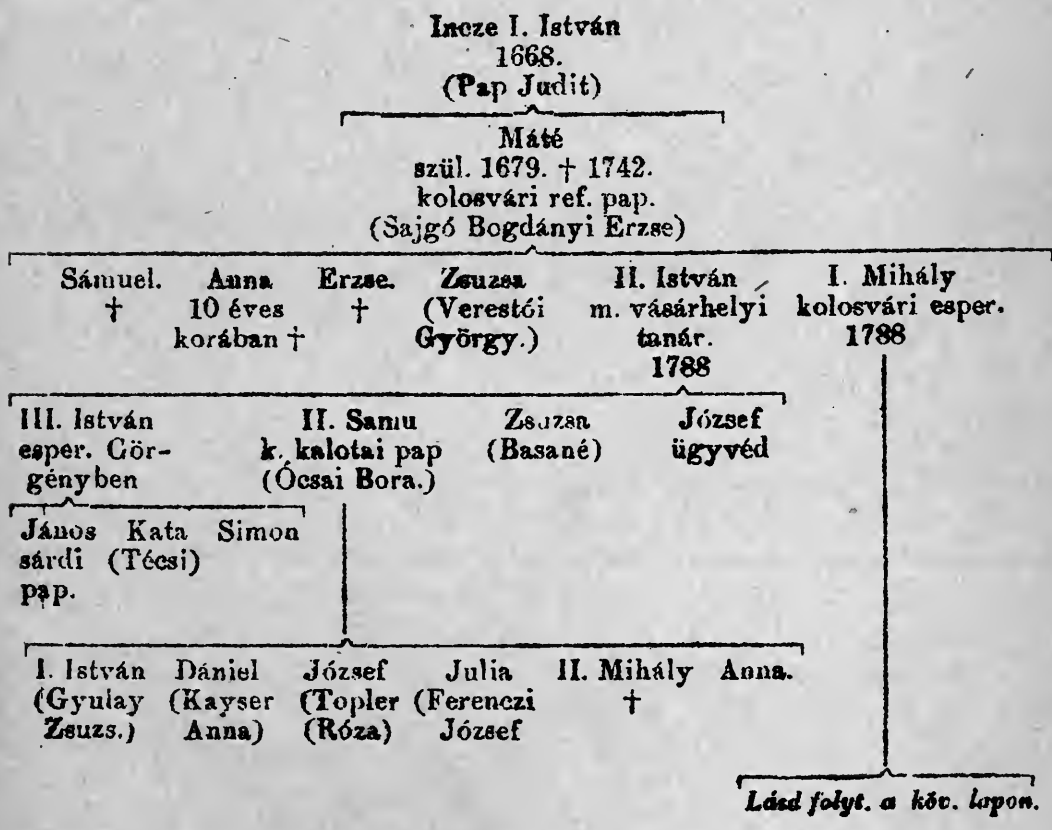 Incze I. István
1668.
(Pap Judit)
Máté
szül. 1679. † 1742.
kolosvári ref. pap.
(Sajgó Bogdányi Erzse)
Sámuel. Anna Erzse. Zsuzsa II. István I. Mihály
† 10 éves † (Verestói m. vásárhelyi kolosvári esper.
korában † György.) tanár. 1788
1788
III. István II. Samu Zsuzsa József
esper. Gör- k. kalotai pap (Basané) ügyvéd
gényben (Ócsai Bora.)
János Kata Simon
sárdi (Técsi)
pap.
I. István Dániel József Julia II. Mihály Anna.
(Gyulay (Kayser (Topler (Ferenczi †
Zsuzs.) Anna) (Róza) József
Lásd folyt. a köv. lapon.